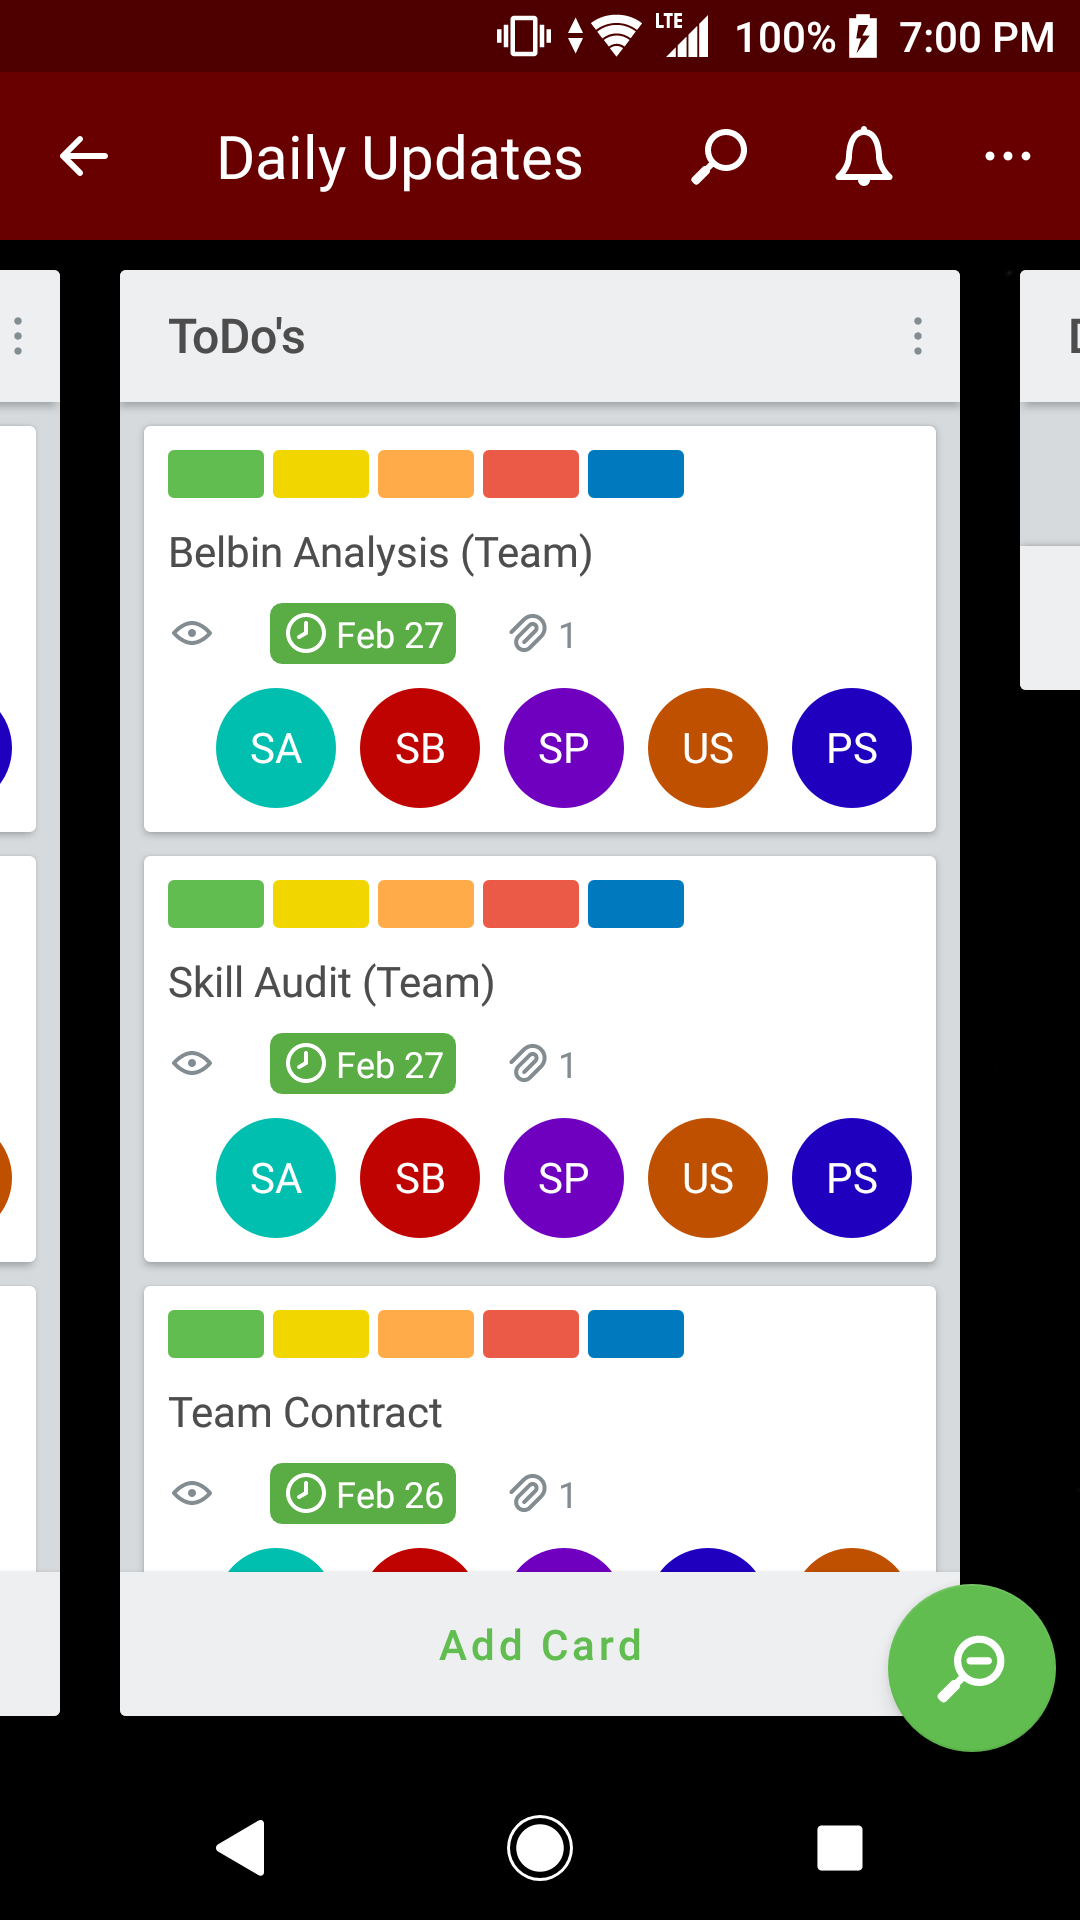 LTE 100% 7:00 PM
Daily Updates
ToDo's
Belbin Analysis (Team)
Feb 27 1
SA SB SP US PS
Skill Audit (Team)
Feb 27 1
SA SB SP US PS
Team Contract
Feb 26 1
Add Card